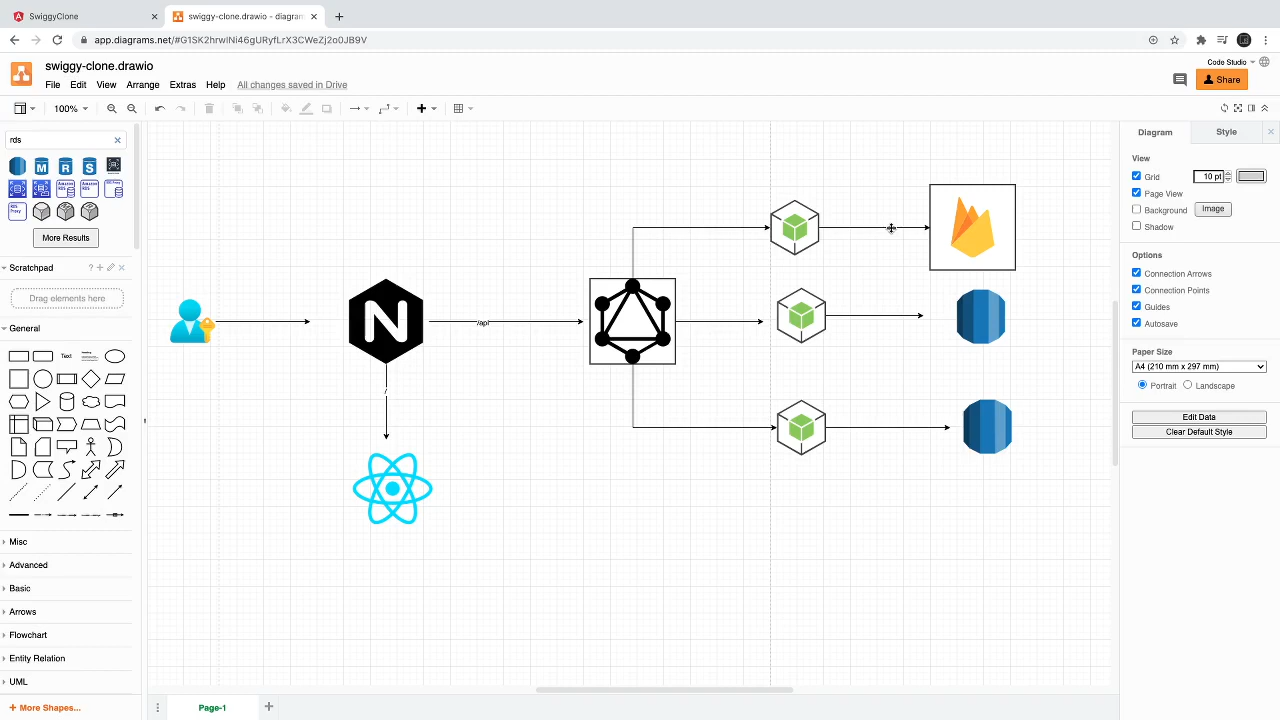 SwiggyClone
swiggy-clone.drawio - diagram
app.diagrams.net/#G1SK2hrwlNi46gURyfLrX3CWeZj2o0JB9V
swiggy-clone.drawio
Code Studio
File Edit View Arrange Extras Help All changes saved in Drive
Share
100%
rds
Diagram Style
M R S
View
Grid 10 pt
Page View
Background Image
Shadow
More Results
Options
Scratchpad
Connection Arrows
Drag elements here
Connection Points
Guides
General
Autosave
N
/api
Text
Paper Size
A4 (210 mm x 297 mm)
Portrait Landscape
/
Edit Data
Clear Default Style
Misc
Advanced
Basic
Arrows
Flowchart
Entity Relation
UML
+ More Shapes...
Page-1